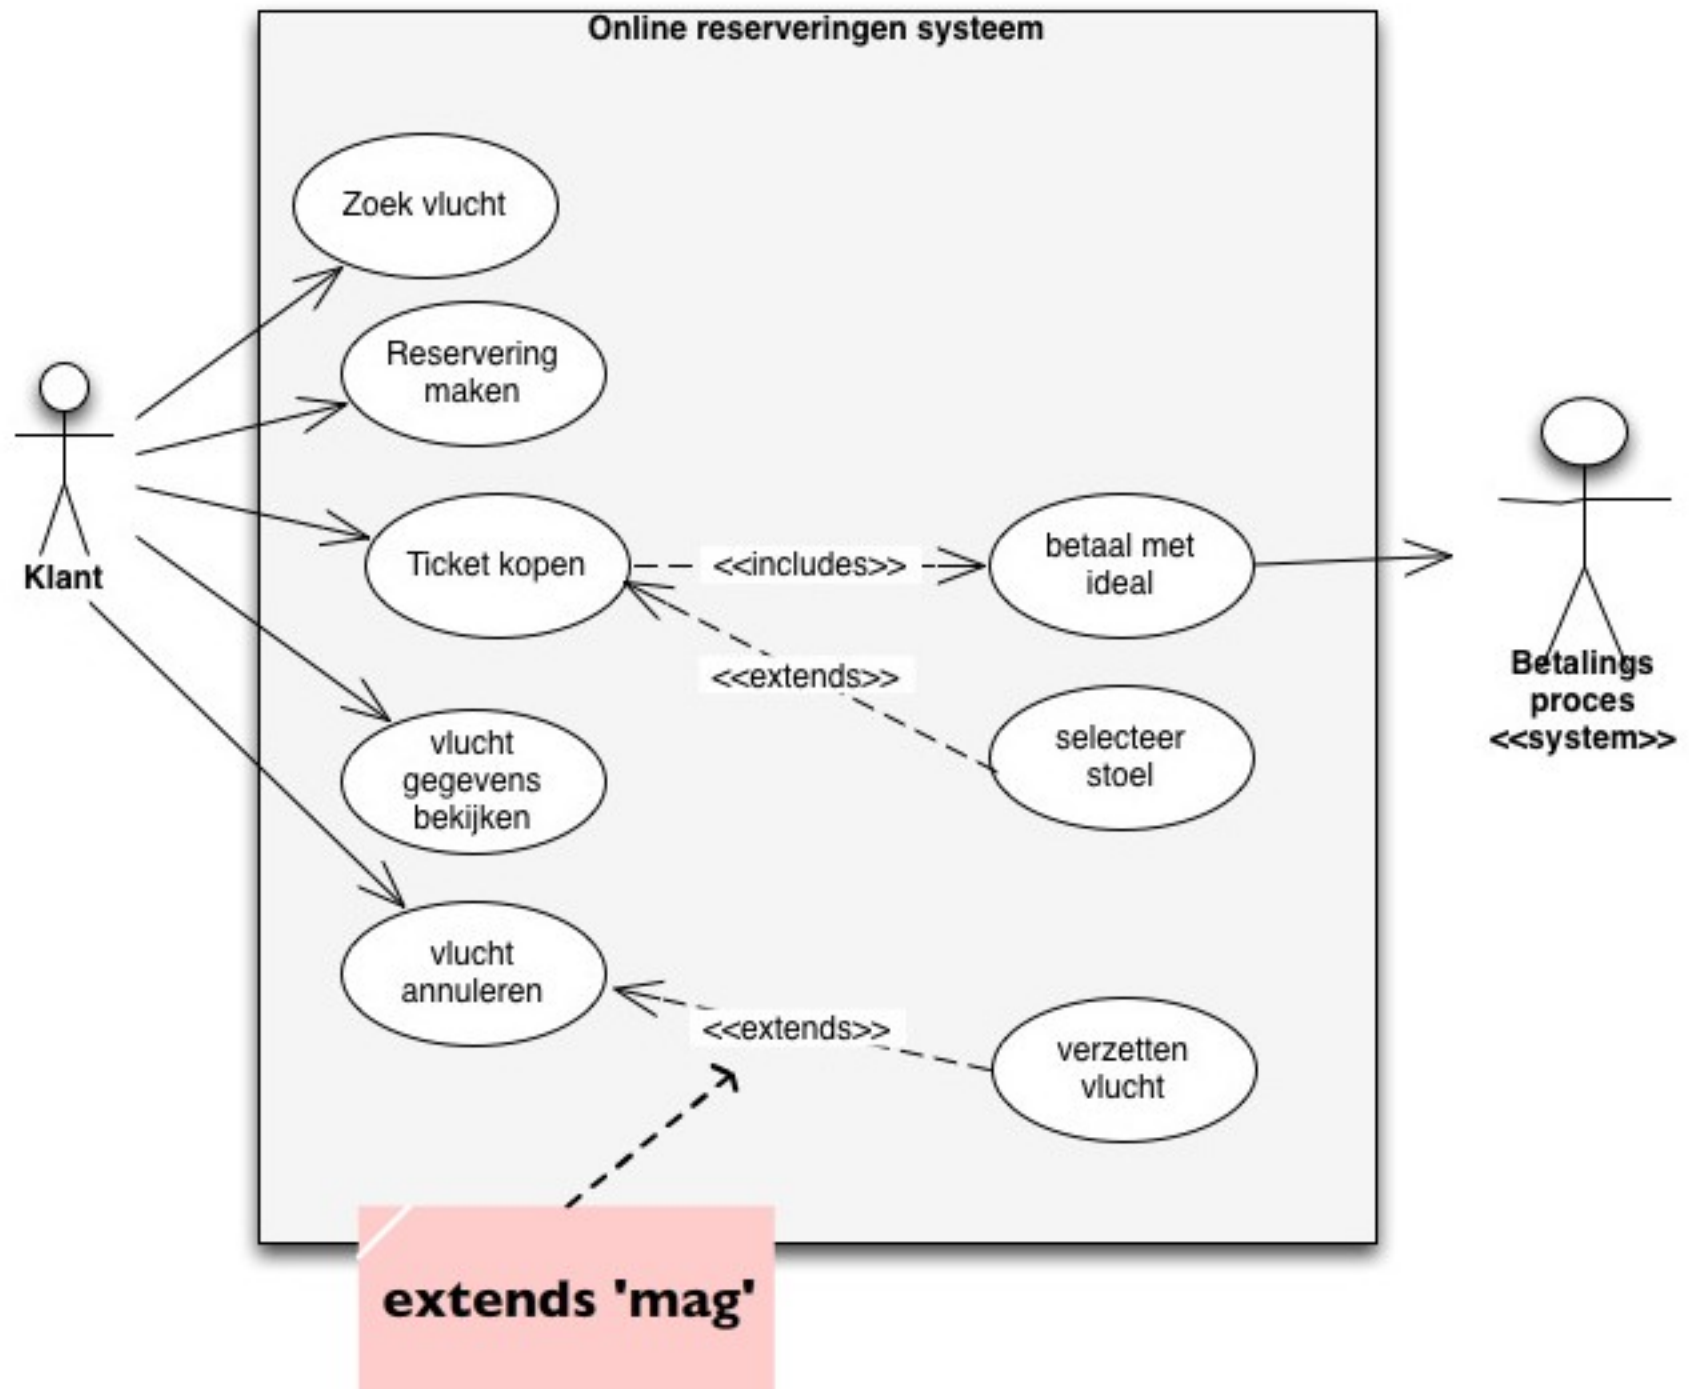 Online reserveringen systeem
Zoek vlucht
Reservering
maken
Klant
Ticket kopen
<<includes>>
betaal met
ideal
<<extends>>
selecteer
stoel
Betalings
proces
<<system>>
vlucht
gegevens
bekijken
vlucht
annuleren
<<extends>>
verzetten
vlucht
extends 'mag'